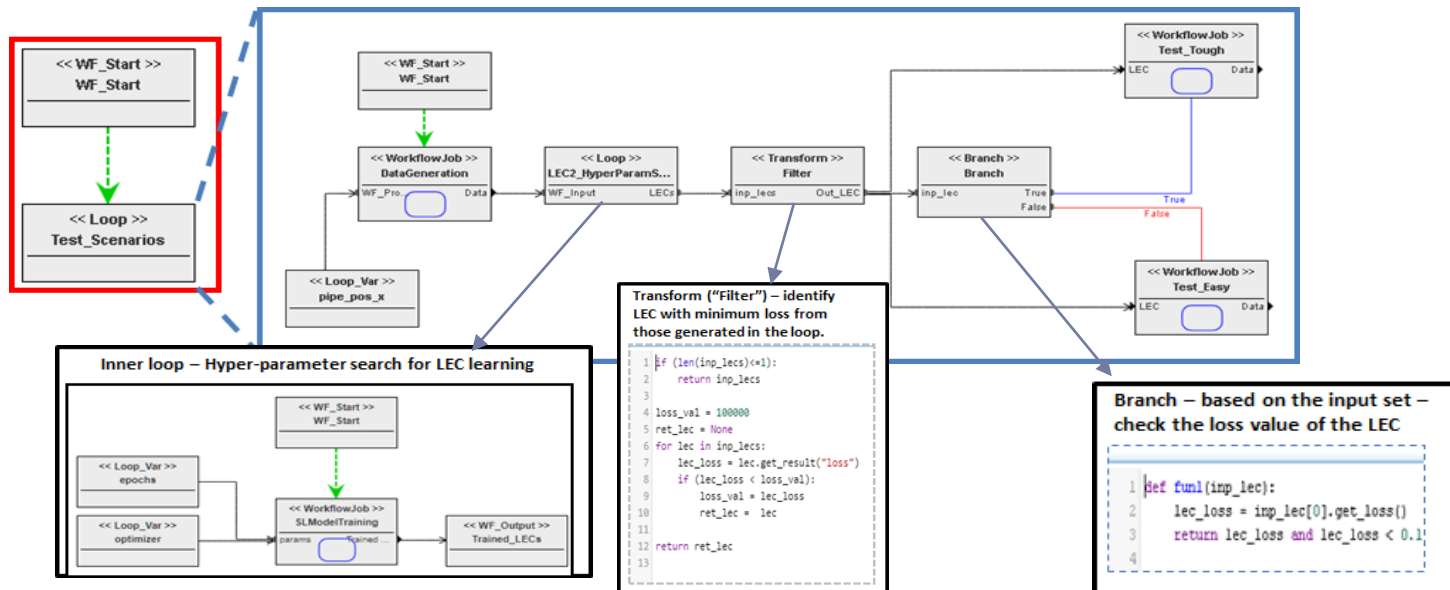 << WF_Start >>
WF_Start
<< Loop >>
Test_Scenarios
<< WF_Start >>
WF_Start
<< WorkflowJob >>
DataGeneration
WF_Pro... Data
<< Loop_Var >>
pipe_pos_x
<< Loop >>
LEC2_HyperParamS...
WF_Input LECs
<< Transform >>
Filter
inp_lecs Out_LEC
<< Branch >>
Branch
inp_lec True
False
True
False
<< WorkflowJob >>
Test_Tough
LEC Data
<< WorkflowJob >>
Test_Easy
LEC Data
Inner loop – Hyper-parameter search for LEC learning
<< WF_Start >>
WF_Start
<< Loop_Var >>
epochs
<< Loop_Var >>
optimizer
<< WorkflowJob >>
SLModelTraining
params Trained ...
<< WF_Output >>
Trained_LECs
Transform (“Filter”) – identify
LEC with minimum loss from
those generated in the loop.
1 if (len(inp_lecs)<=1):
2 return inp_lecs
3
4 loss_val = 100000
5 ret_lec = None
6 for lec in inp_lecs:
7 lec_loss = lec.get_result("loss")
8 if (lec_loss < loss_val):
9 loss_val = lec_loss
10 ret_lec = lec
11
12 return ret_lec
13
Branch – based on the input set –
check the loss value of the LEC
1 def fun1(inp_lec):
2 lec_loss = inp_lec[0].get_loss()
3 return lec_loss and lec_loss < 0.1
4